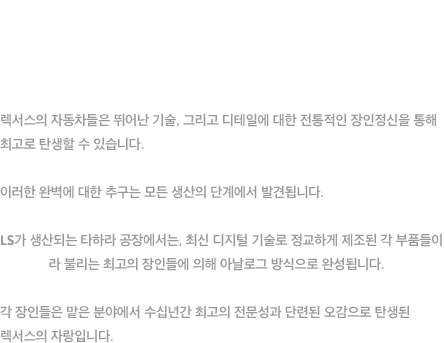 렉서스의 자동차들은 뛰어난 기술, 그리고 디테일에 대한 전통적인 장인정신을 통해
최고로 탄생할 수 있습니다.
이러한 완벽에 대한 추구는 모든 생산의 단계에서 발견됩니다.
LS가 생산되는 타하라 공장에서는, 최신 디지털 기술로 정교하게 제조된 각 부품들이
라 불리는 최고의 장인들에 의해 아날로그 방식으로 완성됩니다.
각 장인들은 맡은 분야에서 수십년간 최고의 전문성과 단련된 오감으로 탄생된
렉서스의 자랑입니다.